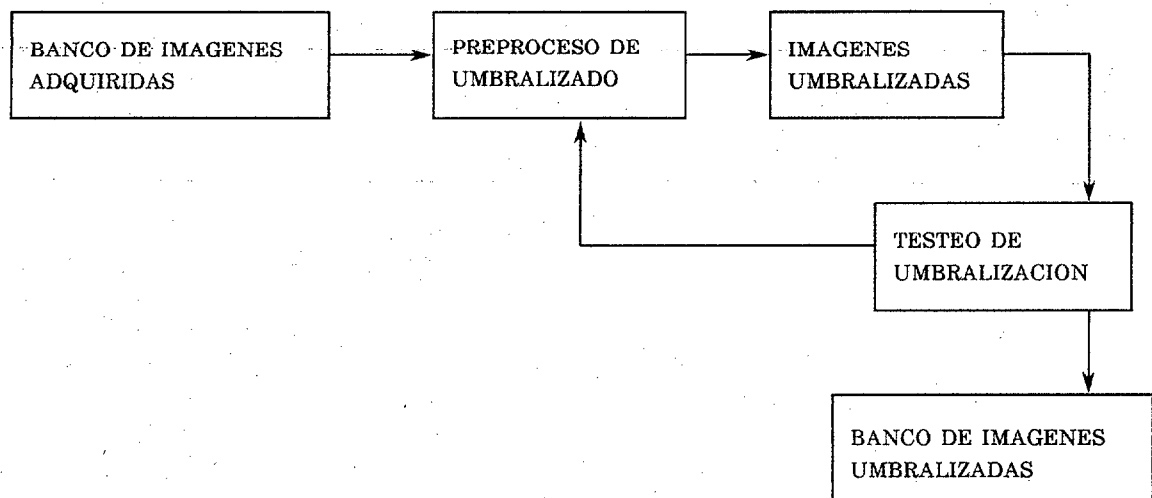 BANCO DE IMAGENES
ADQUIRIDAS
PREPROCESO DE
UMBRALIZADO
IMAGENES
UMBRALIZADAS
TESTEO DE
UMBRALIZACION
BANCO DE IMAGENES
UMBRALIZADAS